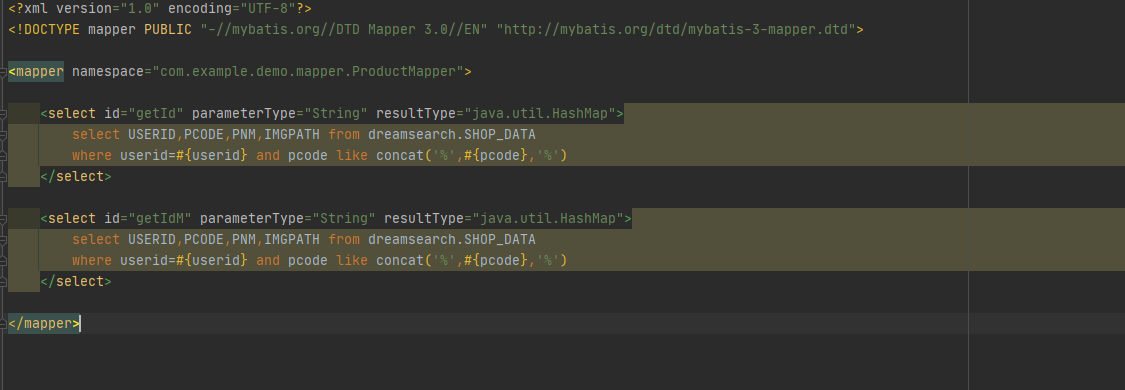 <?xml version="1.0" encoding="UTF-8"?>
<!DOCTYPE mapper PUBLIC "-//mybatis.org//DTD Mapper 3.0//EN" "http://mybatis.org/dtd/mybatis-3-mapper.dtd">
<mapper namespace="com.example.demo.mapper.ProductMapper">
<select id="getId" parameterType="String" resultType="java.util.HashMap">
select USERID,PCODE,PNM,IMGPATH from dreamsearch.SHOP_DATA
where userid=#{userid} and pcode like concat('%',#{pcode},'%')
</select>
<select id="getIdM" parameterType="String" resultType="java.util.HashMap">
select USERID,PCODE,PNM,IMGPATH from dreamsearch.SHOP_DATA
where userid=#{userid} and pcode like concat('%',#{pcode},'%')
</select>
</mapper>